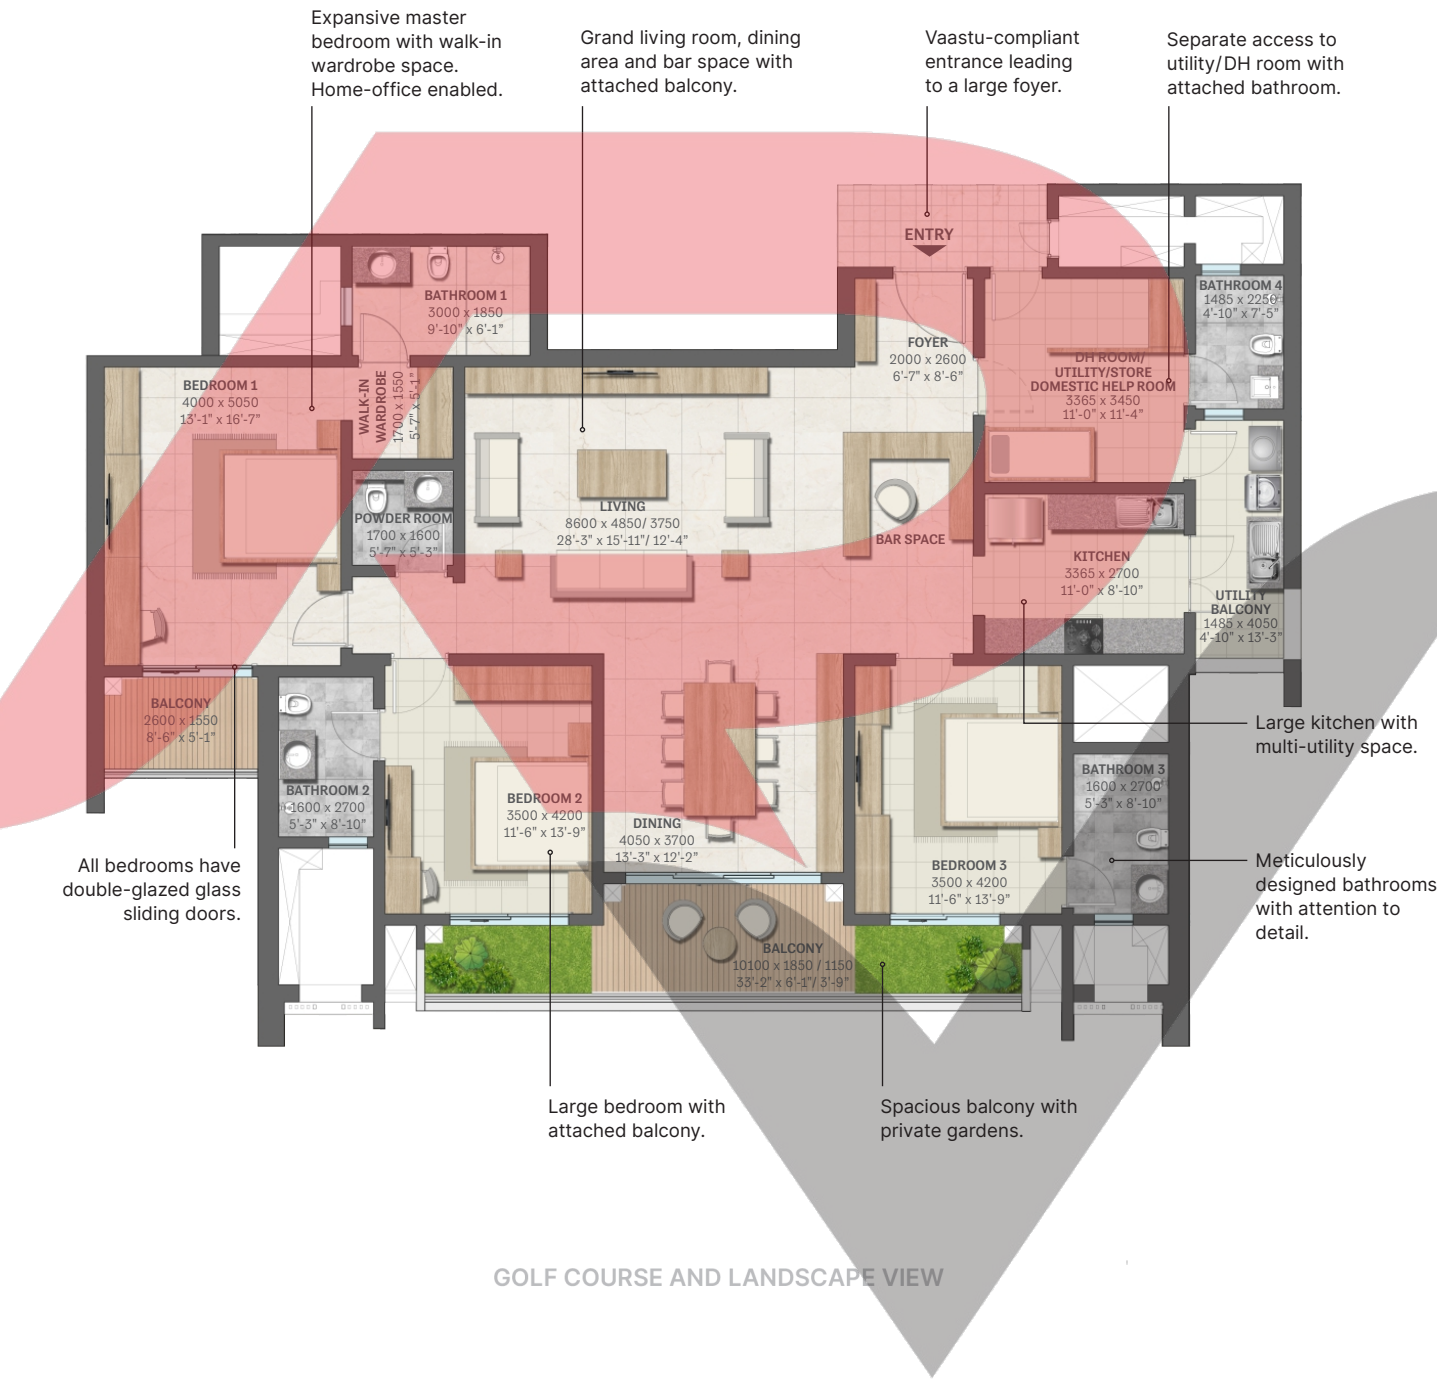 Expansive master
bedroom with walk-in
wardrobe space.
Home-office enabled.
Grand living room, dining
area and bar space with
attached balcony.
Vaastu-compliant
entrance leading
to a large foyer.
Separate access to
utility/DH room with
attached bathroom.
ENTRY
BATHROOM 1
3000 x 1850
9'-10" x 6'-1"
BATHROOM 4
1485 x 2250
4'-10" x 7'-5"
FOYER
2000 x 2600
6'-7" x 8'-6"
DH ROOM/
UTILITY/STORE
DOMESTIC HELP ROOM
3365 x 3450
11'-0" x 11'-4"
BEDROOM 1
4000 x 5050
13'-1" x 16'-7"
WALK-IN
WARDROBE
1700 x 1550
5'-7" x 5'-1"
POWDER ROOM
1700 x 1600
5'-7" x 5'-3"
LIVING
8600 x 4850/ 3750
28'-3" x 15'-11"/ 12'-4"
BAR SPACE
KITCHEN
3365 x 2700
11'-0" x 8'-10"
UTILITY
BALCONY
1485 x 4050
4'-10" x 13'-3"
BALCONY
2600 x 1550
8'-6" x 5'-1"
BATHROOM 2
1600 x 2700
5'-3" x 8'-10"
BEDROOM 2
3500 x 4200
11'-6" x 13'-9"
DINING
4050 x 3700
13'-3" x 12'-2"
BEDROOM 3
3500 x 4200
11'-6" x 13'-9"
BATHROOM 3
1600 x 2700
5'-3" x 8'-10"
Large kitchen with
multi-utility space.
All bedrooms have
double-glazed glass
sliding doors.
Meticulously
designed bathrooms
with attention to
detail.
BALCONY
10100 x 1850 / 1150
33'-2" x 6'-1"/ 3'-9"
Large bedroom with
attached balcony.
Spacious balcony with
private gardens.
GOLF COURSE AND LANDSCAPE VIEW